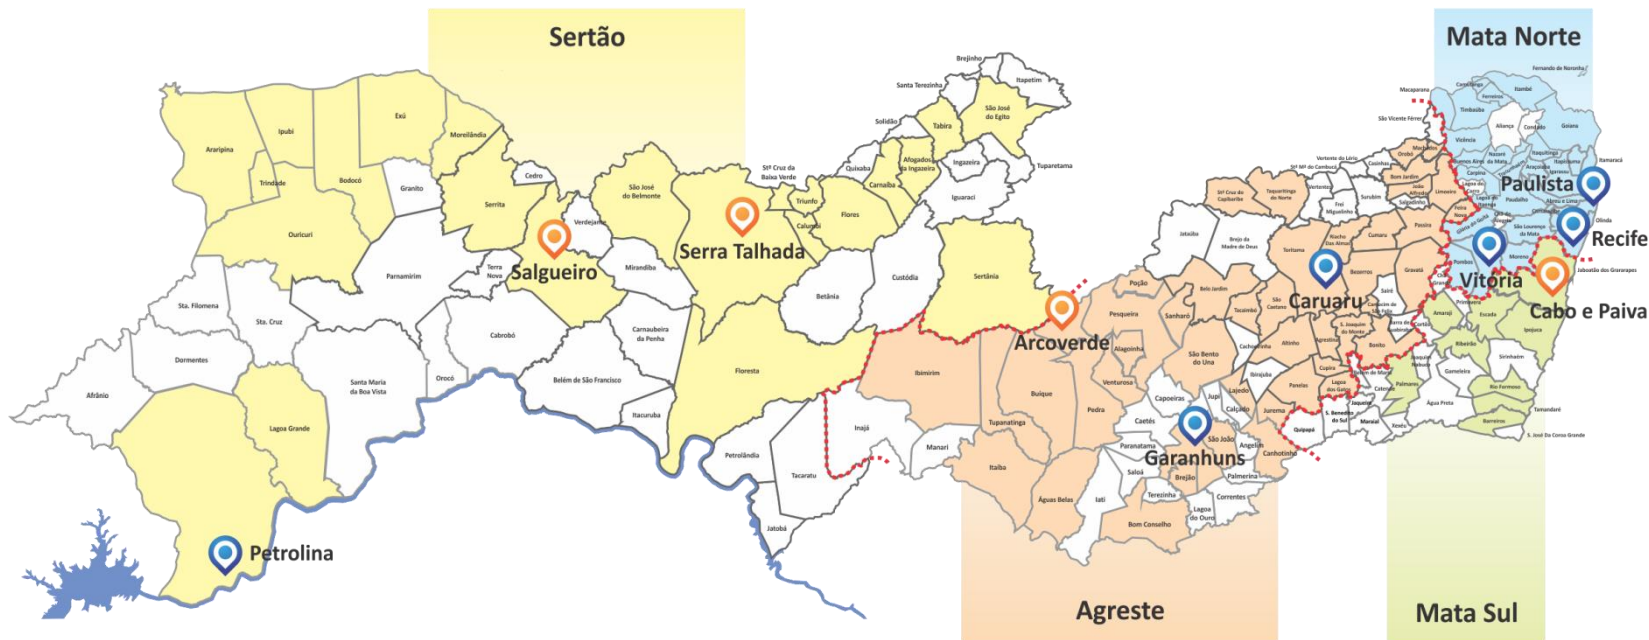 Sertão
Mata Norte
Agreste
Mata Sul
Petrolina
Salgueiro
Serra Talhada
Arcoverde
Garanhuns
Caruaru
Vitória
Paulista
Recife
Cabo e Paiva
Araripina
Ipubi
Trindade
Bodocó
Exú
Moreilândia
Granito
Ouricuri
Serrita
Cedro
Verdejante
São José
do Belmonte
Stª Cruz da
Baixa Verde
Triunfo
Calumbi
Flores
Quixaba
Carnaíba
Solidão
Tabira
Afogados
da Ingazeira
Ingazeira
Iguaraci
Tuparetama
São José
do Egito
Santa Terezinha
Brejinho
Itapetim
Sertânia
Custódia
Betânia
Mirandiba
Terra
Nova
Parnamirim
Sta. Filomena
Sta. Cruz
Dormentes
Afrânio
Lagoa Grande
Santa Maria
da Boa Vista
Orocó
Cabrobó
Belém de São Francisco
Carnaubeira
da Penha
Itacuruba
Floresta
Petrolândia
Tacaratu
Jatobá
Inajá
Manari
Ibimirim
Tupanatinga
Buíque
Itaíba
Águas Belas
Pedra
Venturosa
Alagoinha
Pesqueira
Poção
Sanharó
Belo Jardim
São Bento
do Una
Tacaimbó
São
Caetano
Cachoeirinha
Capoeiras
Caetés
Paranatama
Saloá
Iati
Bom Conselho
Terezinha
Brejão
Lagoa
do Ouro
Correntes
Palmerina
Angelim
São João
Jupi
Calçado
Lajedo
Ibirajuba
Jurema
Canhotinho
Panelas
Altinho
Agrestina
Cupira
Lagoa
dos Gatos
S. Joaquim
do Monte
Bonito
Jataúba
Brejo da
Madre de Deus
Stª Cruz do
Capibaribe
Taquaritinga
do Norte
Toritama
Vertentes
Vertente do Lério
Stª Mª do Cambucá
Frei
Miguelinho
Surubim
Casinhas
Riacho
Das Almas
Cumaru
Passira
Bezerros
Gravatá
Sairé
Camocim de
São Felix
Barra de
Guabiraba
Salgadinho
João
Alfredo
Bom Jardim
Orobó
Machados
Limoeiro
Feira
Nova
São Vicente Férrer
Macaparana
Timbaúba
Camutanga
Ferreiros
Itambé
Fernando de Noronha
Aliança
Condado
Goiana
Vicência
Buenos Aires
Nazaré
da Mata
Itaquitinga
Araçoiaba
Itapissuma
Igarassu
Itamaracá
Carpina
Lagoa do
Carro
Paudalho
Abreu e Lima
Olinda
São Lourenço
da Mata
Glória do Goitá
Moreno
Pombos
Jaboatão dos Guararapes
Chã
Grande
Primavera
Amaraji
Escada
Ipojuca
Cortês
Ribeirão
Sirinhaém
Joaquim
Nabuco
Gameleira
Rio Formoso
Tamandaré
Água Preta
Palmares
Barreiros
S. José Da Coroa Grande
Xexéu
Catende
Belém de Maria
Jaqueira
Maraial
S. Benedito
do Sul
Quipapá